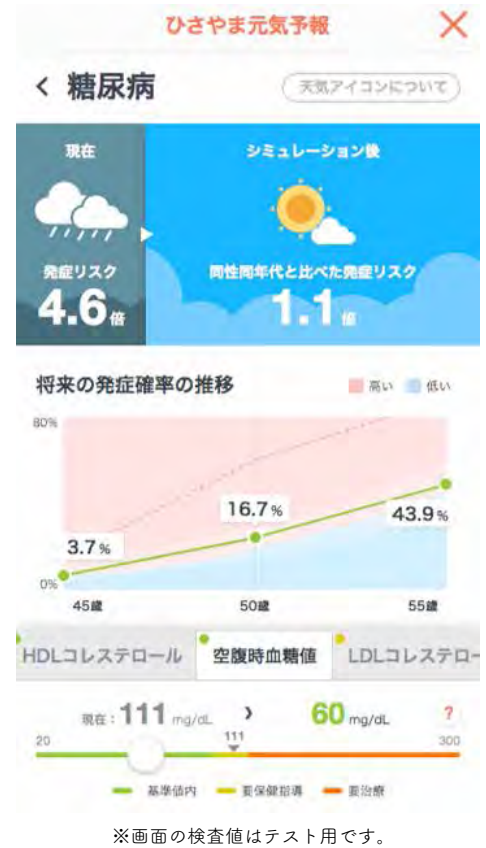 ひさやま元気予報
糖尿病
天気アイコンについて
現在
シミュレーション後
発症リスク
4.6倍
同性同年代と比べた発症リスク
1.1倍
将来の発症確率の推移
高い 低い
80%
16.7%
43.9%
3.7%
0%
45歳 50歳 55歳
HDLコレステロール 空腹時血糖値 LDLコレステロー
現在：111 mg/dL › 60 mg/dL ?
20 111 300
基準値内 要保健指導 要治療
※画面の検査値はテスト用です。